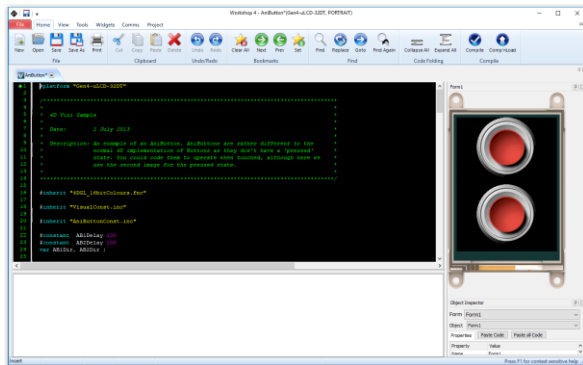 Workshop 4 - AniButton*(Gen4-uLCD-32DT, PORTRAIT)
File Home View Tools Widgets Comms Project
New Open Save Save As Print Cut Copy Paste Delete Undo Redo Clear All Next Prev Set Find Replace Goto Find Again Collapse All Expand All Compile Comp'nLoad
File Clipboard Undo/Redo Bookmarks Find Code Folding Compile
AniButton*
#platform "Gen4-uLCD-32DT"
4D Visi Sample
Date: 2 July 2013
Description: An example of an AniButton. AniButtons are rather different to the
normal 4D implementation of Buttons as they don't have a 'pressed'
state. You could code them to operate when touched, although here we
use the second image for the pressed state.
#inherit "4DGL_16bitColours.fnc"
#inherit "VisualConst.inc"
#inherit "AniButtonConst.inc"
#constant AB1Delay 100
#constant AB2Delay 100
var AB1Dir, AB2Dir ;
Form1
Object Inspector
Form Form1
Object Form1
Properties Paste Code Paste all Code
Property Value
Name Form1
Insert
Press F1 for context sensitive help